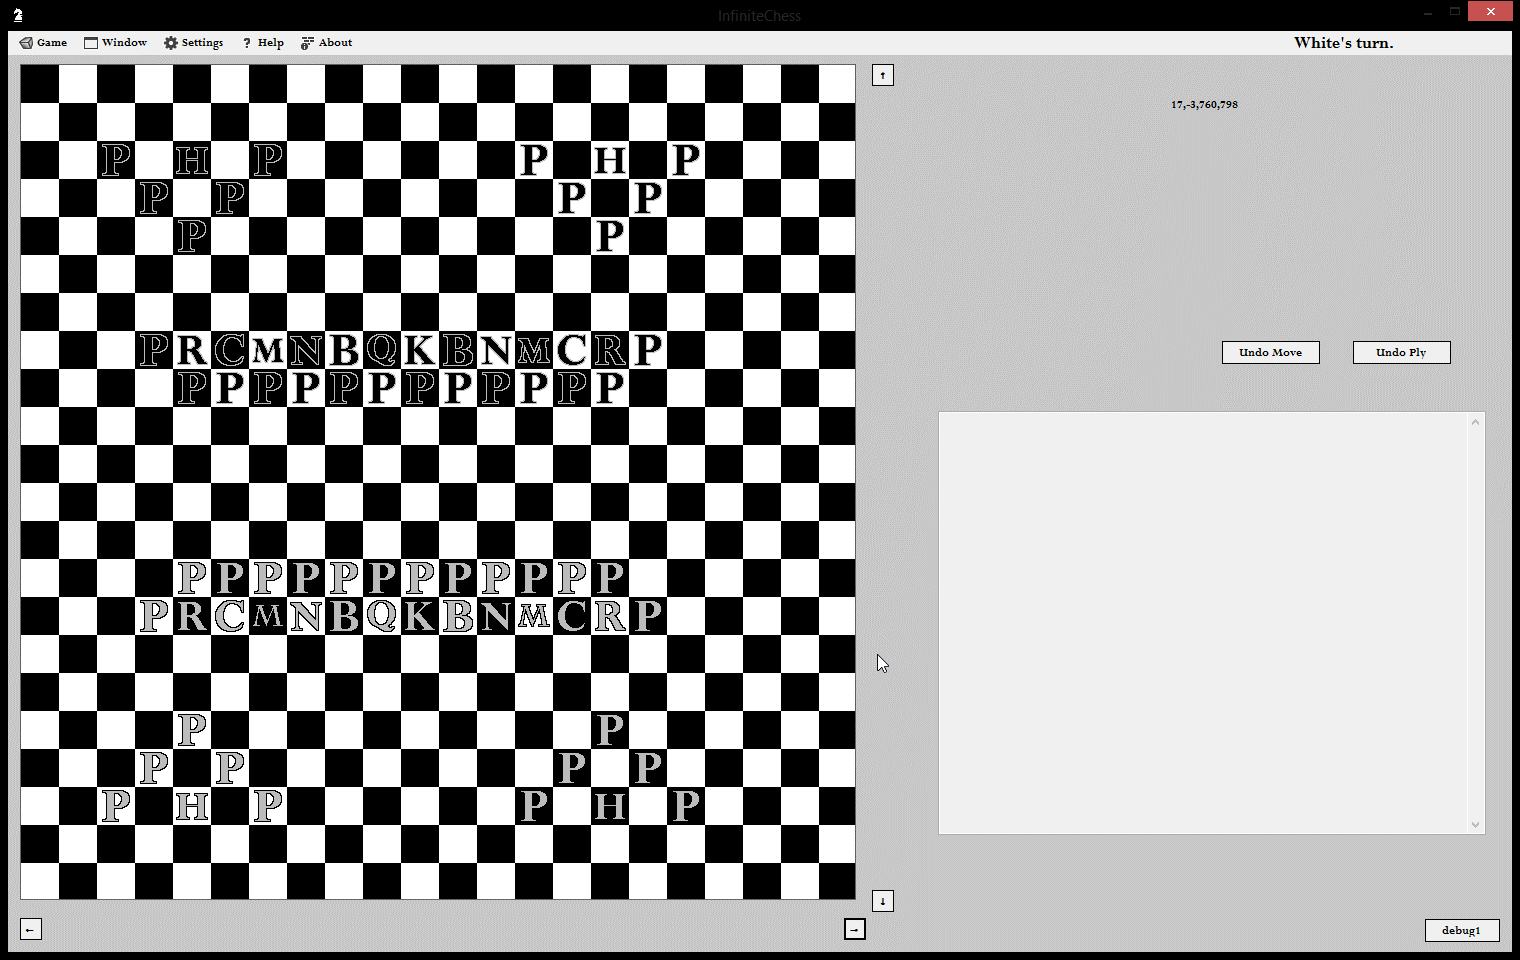 InfiniteChess
Game Window Settings ? Help About White's turn.
↑
17,-3,760,798
P H P P H P
P P P P
P P
P R C M N B Q K B N M C R P
Undo Move Undo Ply
P P P P P P P P P P P P
P P P P P P P P P P P P
P R C M N B Q K B N M C R P
P P
P P P P
P H P P H P
↓
← →
debug1